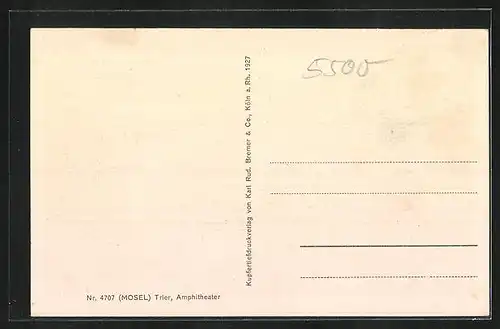 5500
Kupfertiefdruckverlag von Karl Rud. Bremer & Co., Köln a. Rh. 1927
Nr. 4707 (MOSEL) Trier, Amphitheater